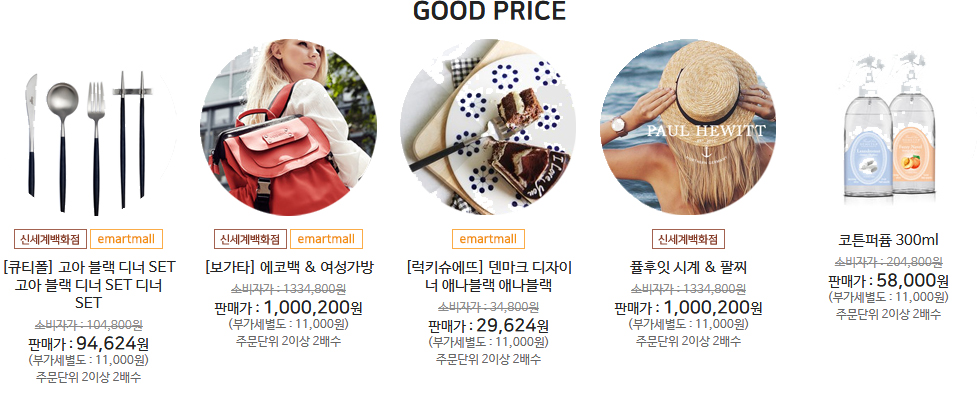 GOOD PRICE
신세계백화점 emartmall
[큐티폴] 고아 블랙 디너 SET
고아 블랙 디너 SET 디너
SET
소비자가 : 104,800원
판매가 : 94,624원
(부가세별도 : 11,000원)
주문단위 2이상 2배수
신세계백화점 emartmall
[보가타] 에코백 & 여성가방
소비자가 : 1334,800원
판매가 : 1,000,200원
(부가세별도 : 11,000원)
주문단위 2이상 2배수
I Love You
emartmall
[럭키슈에뜨] 덴마크 디자이
너 애나블랙 애나블랙
소비자가 : 34,800원
판매가 : 29,624원
(부가세별도 : 11,000원)
주문단위 2이상 2배수
PAUL HEWITT
신세계백화점
퓰후잇 시계 & 팔찌
소비자가 : 1334,800원
판매가 : 1,000,200원
(부가세별도 : 11,000원)
주문단위 2이상 2배수
코튼퍼퓸 300ml
소비자가 : 204,800원
판매가 : 58,000원
(부가세별도 : 11,000원)
주문단위 2이상 2배수